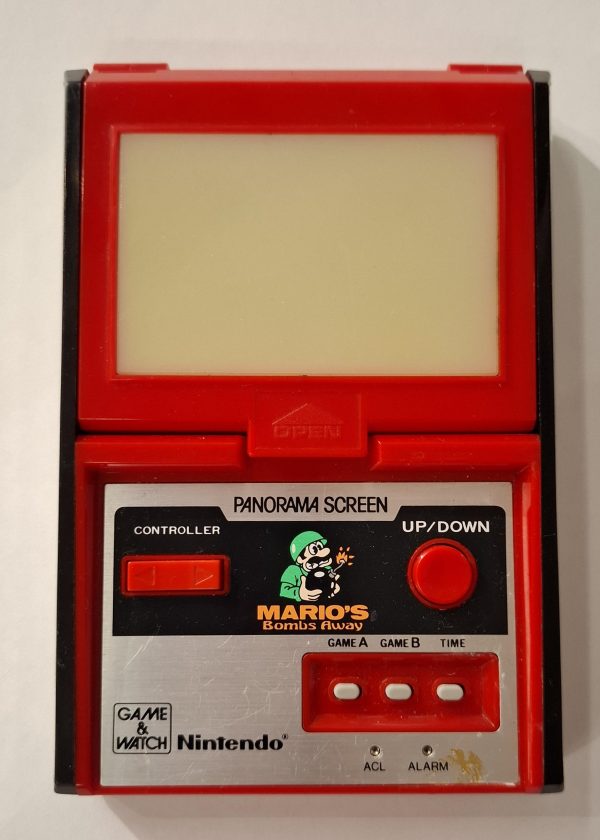 OPEN
PANORAMA SCREEN
CONTROLLER
UP/DOWN
MARIO'S
Bombs Away
GAME A GAME B TIME
GAME
&
WATCH
Nintendo®
ACL ALARM